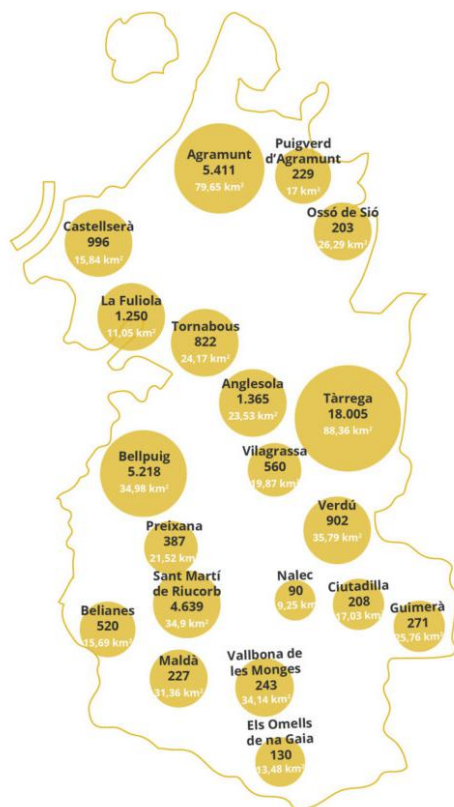 Agramunt
5.411
79,65 km²
Puigverd
d'Agramunt
229
17 km²
Ossó de Sió
203
26,29 km²
Castellserà
996
15,84 km²
La Fuliola
1.250
11,05 km²
Tornabous
822
24,17 km²
Anglesola
1.365
23,53 km²
Tàrrega
18.005
88,36 km²
Bellpuig
5.218
34,98 km²
Vilagrassa
560
19,87 km²
Verdú
902
35,79 km²
Preixana
387
21,52 km²
Sant Martí
de Riucorb
4.639
34,9 km²
Nalec
90
9,25 km
Ciutadilla
208
17,03 km²
Guimerà
271
25,76 km²
Belianes
520
15,69 km²
Maldà
227
31,36 km²
Vallbona de
les Monges
243
34,14 km²
Els Omells
de na Gaia
130
13,48 km²